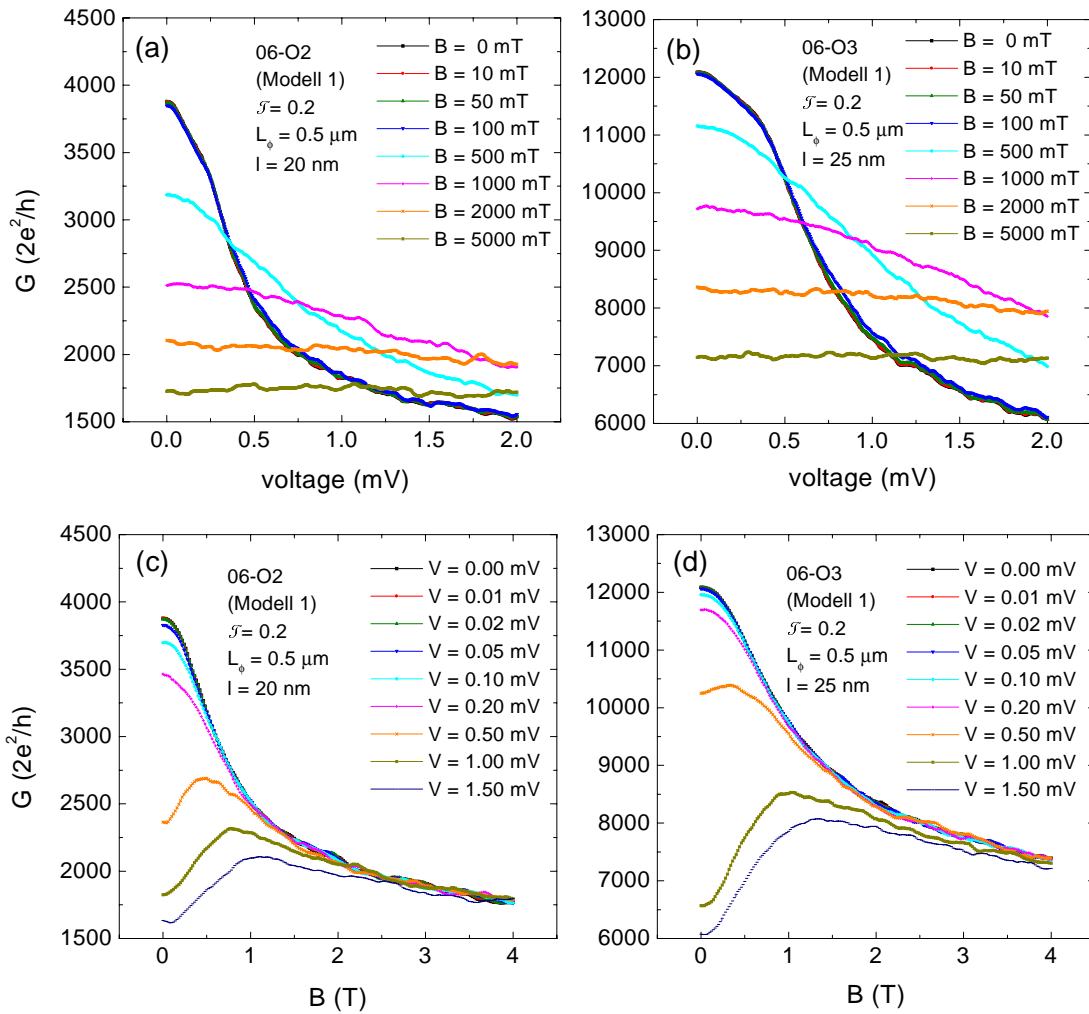 (a)
06-O2
(Modell 1)
𝒯= 0.2
Lϕ = 0.5 μm
l = 20 nm
B = 0 mT
B = 10 mT
B = 50 mT
B = 100 mT
B = 500 mT
B = 1000 mT
B = 2000 mT
B = 5000 mT
4500
4000
3500
3000
2500
2000
1500
G (2e²/h)
0.0 0.5 1.0 1.5 2.0
voltage (mV)
(b)
06-O3
(Modell 1)
𝒯= 0.2
Lϕ = 0.5 μm
l = 25 nm
B = 0 mT
B = 10 mT
B = 50 mT
B = 100 mT
B = 500 mT
B = 1000 mT
B = 2000 mT
B = 5000 mT
13000
12000
11000
10000
9000
8000
7000
6000
0.0 0.5 1.0 1.5 2.0
voltage (mV)
(c)
06-O2
(Modell 1)
𝒯= 0.2
Lϕ = 0.5 μm
l = 20 nm
V = 0.00 mV
V = 0.01 mV
V = 0.02 mV
V = 0.05 mV
V = 0.10 mV
V = 0.20 mV
V = 0.50 mV
V = 1.00 mV
V = 1.50 mV
4500
4000
3500
3000
2500
2000
1500
G (2e²/h)
0 1 2 3 4
B (T)
(d)
06-O3
(Modell 1)
𝒯= 0.2
Lϕ = 0.5 μm
l = 25 nm
V = 0.00 mV
V = 0.01 mV
V = 0.02 mV
V = 0.05 mV
V = 0.10 mV
V = 0.20 mV
V = 0.50 mV
V = 1.00 mV
V = 1.50 mV
13000
12000
11000
10000
9000
8000
7000
6000
0 1 2 3 4
B (T)